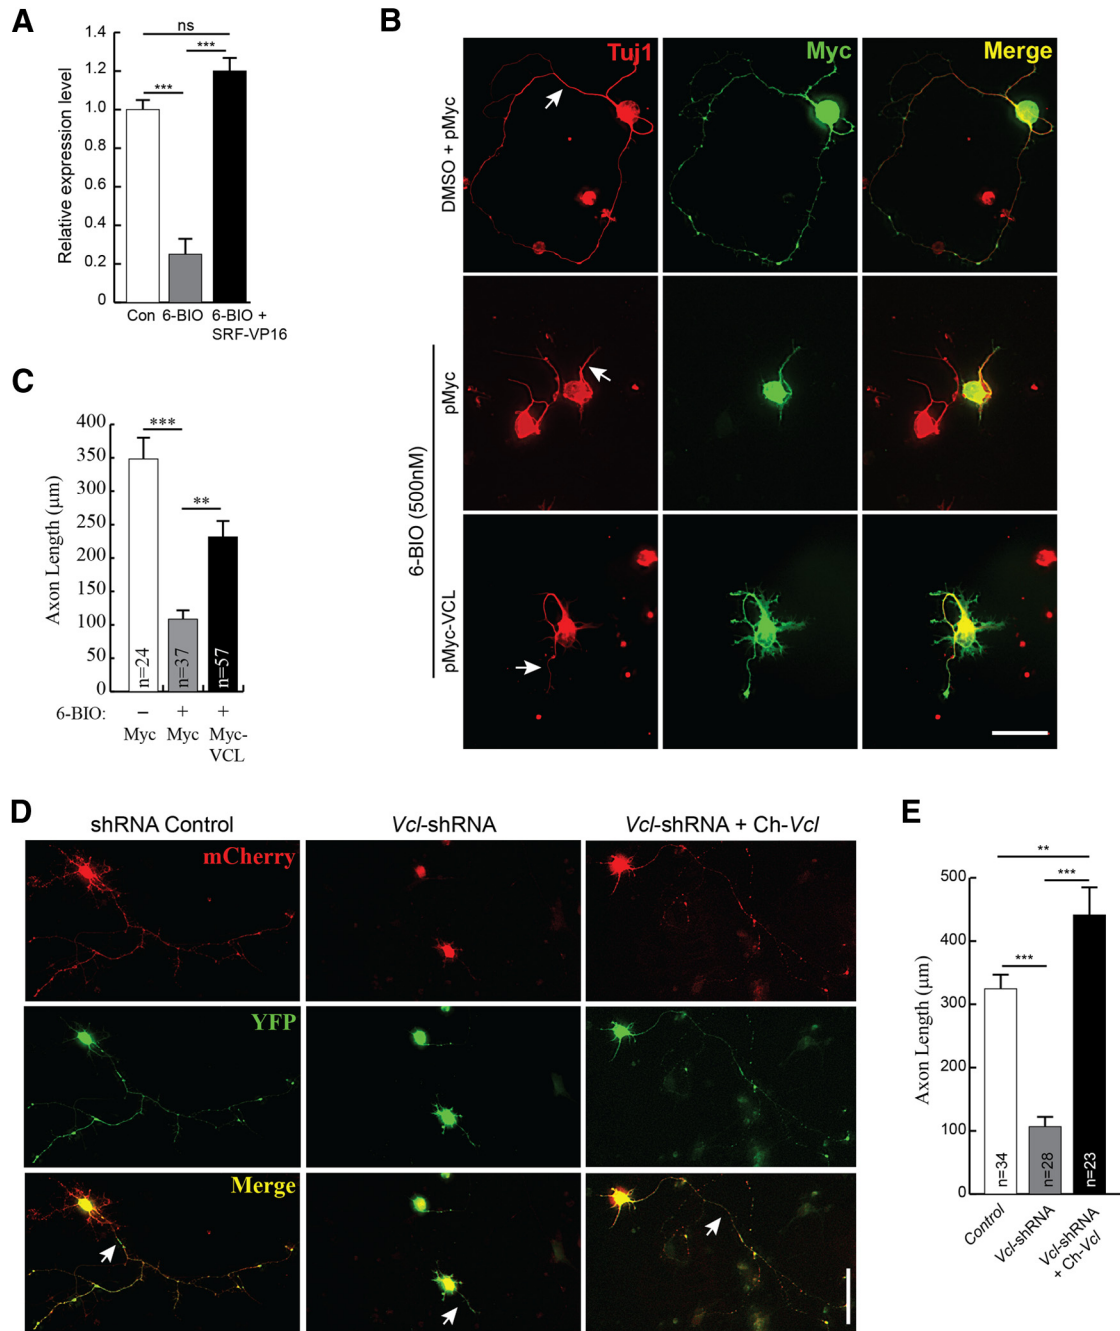 A
ns
***
***
1.4
1.2
1.0
0.8
0.6
0.4
0.2
0
Relative expression level
Con
6-BIO
6-BIO +
SRF-VP16
B
Tuj1
Myc
Merge
DMSO + pMyc
pMyc
pMyc-VCL
6-BIO (500nM)
C
***
**
400
350
300
250
200
150
100
50
0
Axon Length (µm)
n=24
n=37
n=57
6-BIO: – + +
Myc Myc Myc-
VCL
D
shRNA Control
Vcl-shRNA
Vcl-shRNA + Ch-Vcl
mCherry
YFP
Merge
E
**
***
***
500
400
300
200
100
0
Axon Length (µm)
n=34
n=28
n=23
Control
Vcl-shRNA
Vcl-shRNA
+ Ch-Vcl